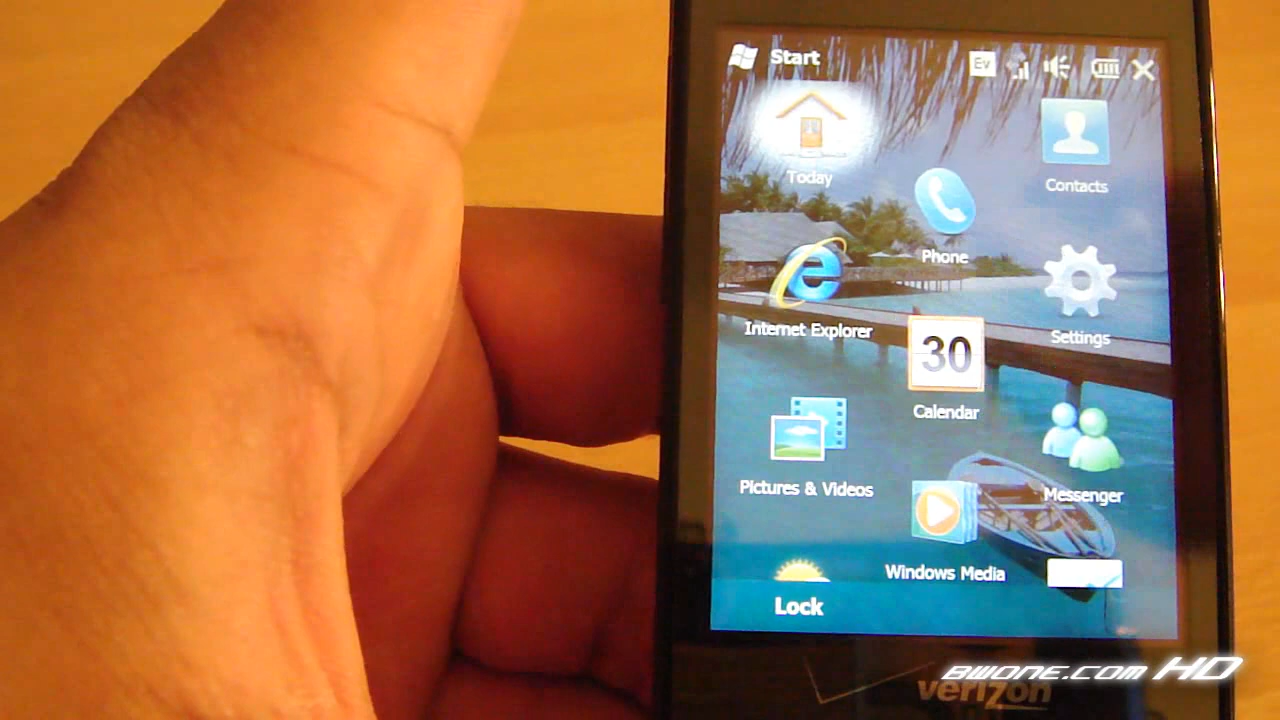 Start
Ev
Today
Contacts
Phone
Internet Explorer
Settings
30
Calendar
Pictures & Videos
Messenger
Windows Media
Lock
BWONE.COM HD
verizon